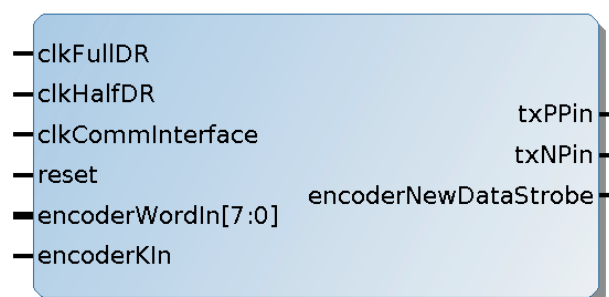 clkFullDR
clkHalfDR
clkCommInterface
reset
encoderWordIn[7:0]
encoderKIn
txPPin
txNPin
encoderNewDataStrobe